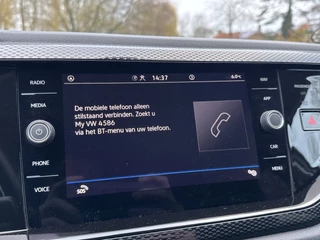 RADIO
MEDIA
PHONE
VOICE
14:37
6.0
De mobiele telefoon alleen
stilstaand verbinden. Zoekt u
My VW 4586
via het BT-menu van uw telefoon.
SOS
NAV
APP
CAR
MENU